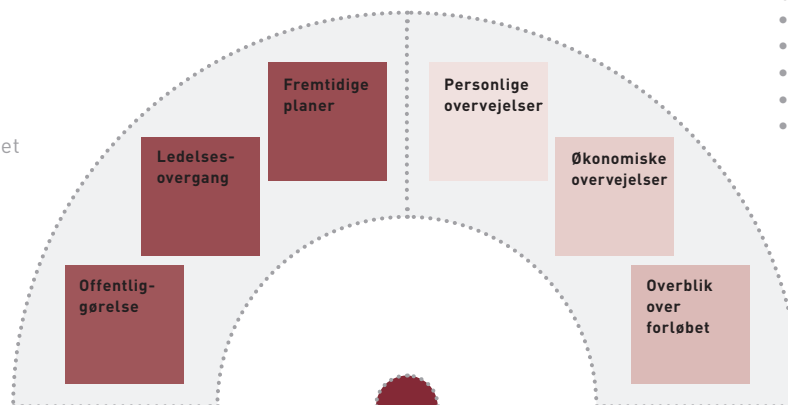 Fremtidige
planer
Personlige
overvejelser
et
Ledelses-
overgang
Økonomiske
overvejelser
Offentlig-
gørelse
Overblik
over
forløbet